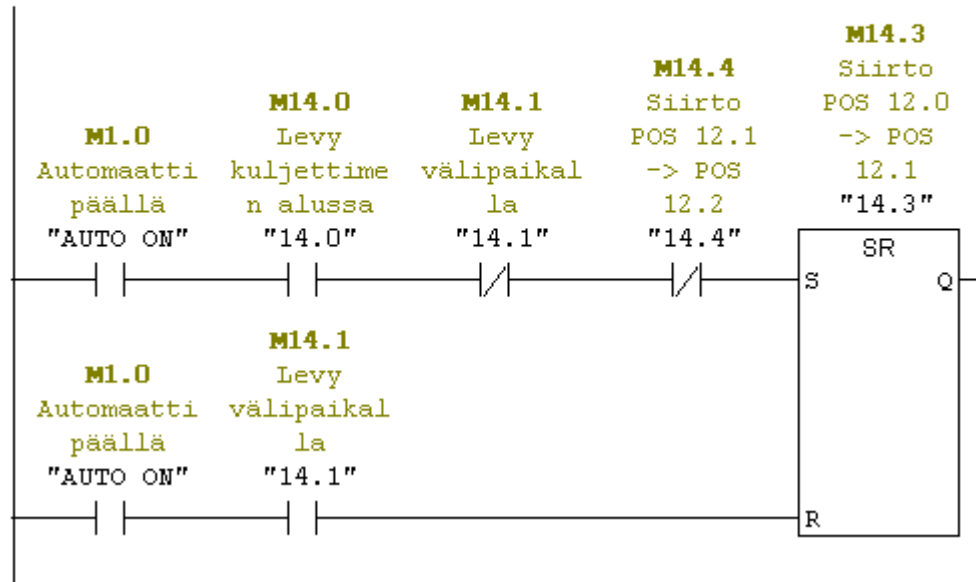 M14.3
Siirto
POS 12.0
-> POS
12.1
"14.3"
M14.4
Siirto
POS 12.1
-> POS
12.2
"14.4"
M14.0
Levy
kuljettime
n alussa
"14.0"
M14.1
Levy
välipaikal
la
"14.1"
M1.0
Automaatti
päällä
"AUTO ON"
SR
S
Q
M14.1
Levy
välipaikal
la
"14.1"
M1.0
Automaatti
päällä
"AUTO ON"
R